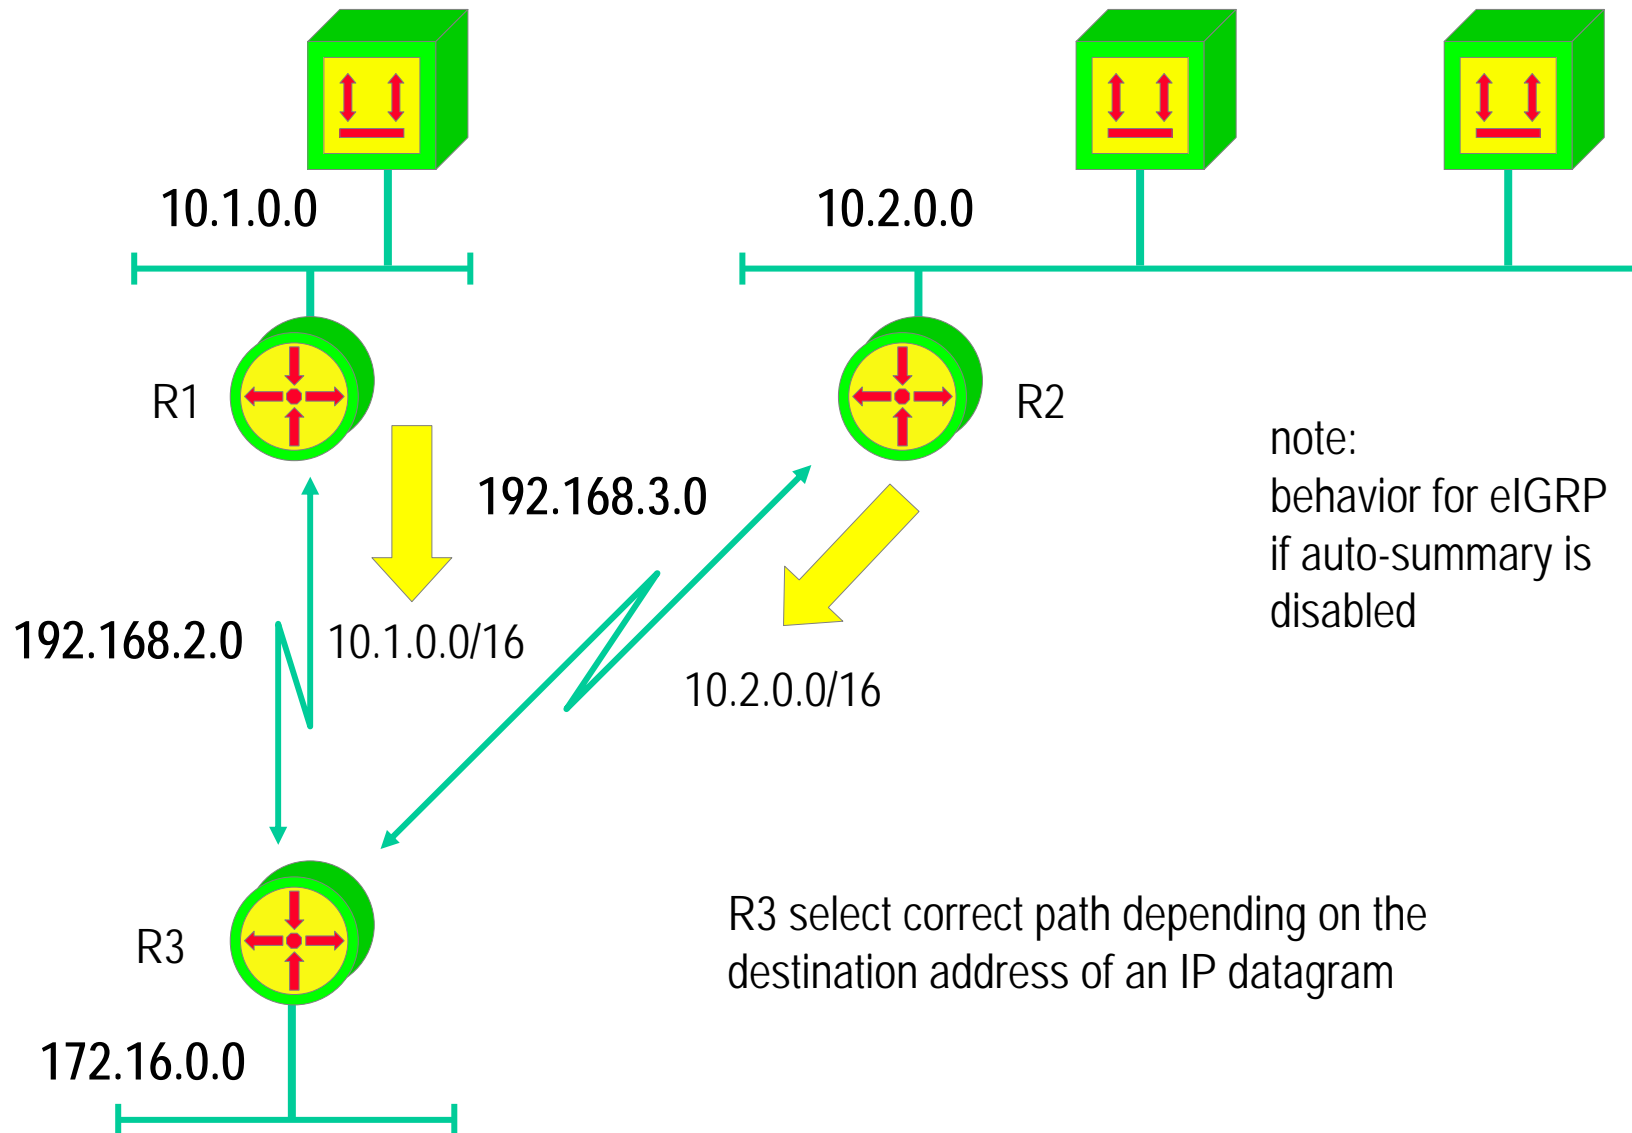 10.1.0.0
10.2.0.0
R1
R2
note:
behavior for eIGRP
if auto-summary is
disabled
192.168.3.0
192.168.2.0
10.1.0.0/16
10.2.0.0/16
R3
R3 select correct path depending on the
destination address of an IP datagram
172.16.0.0